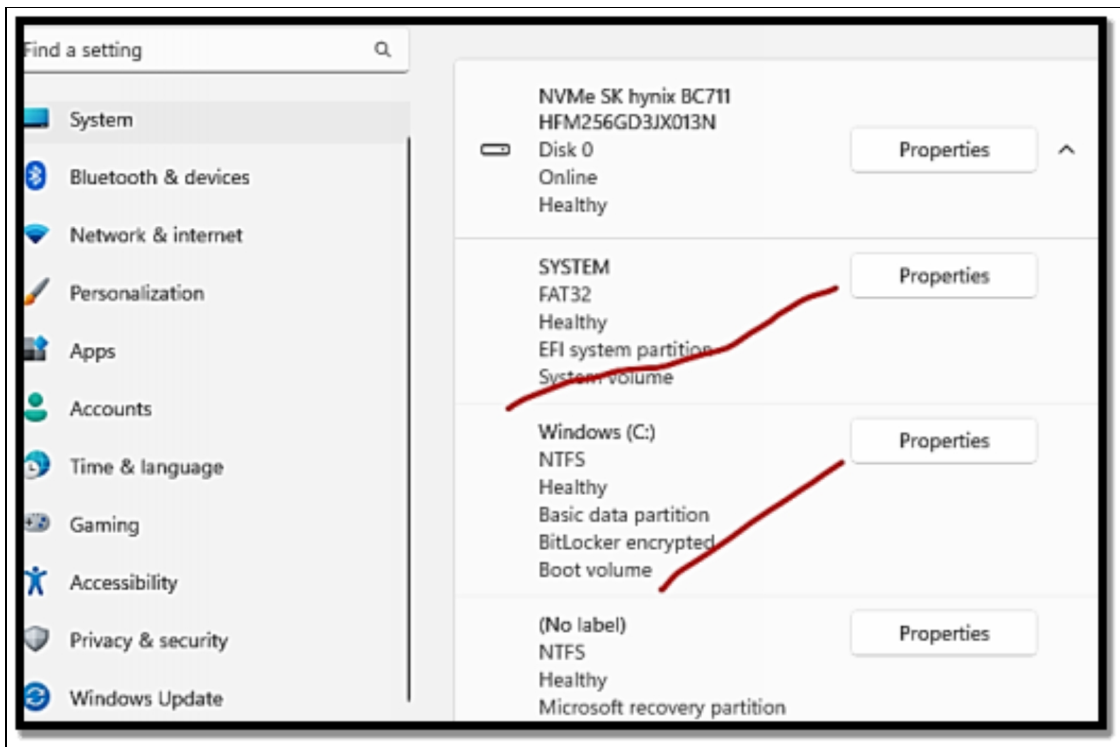 Find a setting
System
Bluetooth & devices
Network & internet
Personalization
Apps
Accounts
Time & language
Gaming
Accessibility
Privacy & security
Windows Update
NVMe SK hynix BC711
HFM256GD3JX013N
Disk 0
Online
Healthy
Properties
SYSTEM
FAT32
Healthy
EFI system partition
System volume
Properties
Windows (C:)
NTFS
Healthy
Basic data partition
BitLocker encrypted
Boot volume
Properties
(No label)
NTFS
Healthy
Microsoft recovery partition
Properties